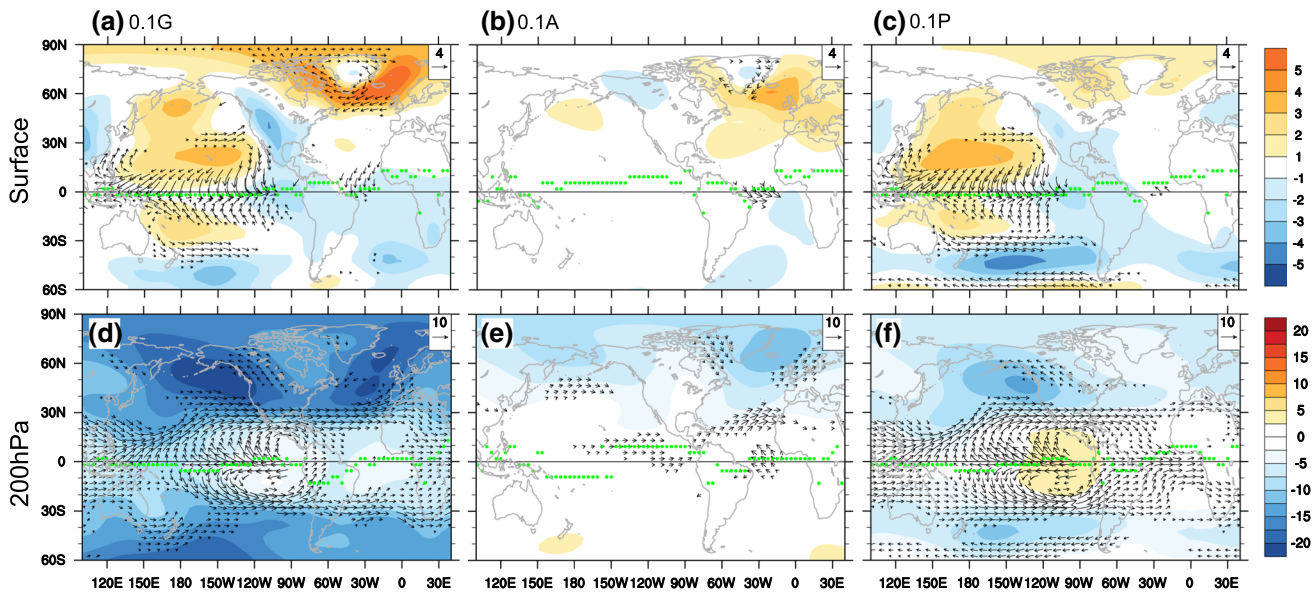 (a) 0.1G (b) 0.1A (c) 0.1P
Surface
90N
60N
30N
0
30S
60S
4
4
4
5
4
3
2
1
-1
-2
-3
-4
-5
200hPa
(d) (e) (f)
90N
60N
30N
0
30S
60S
10
10
10
20
15
10
5
0
-5
-10
-15
-20
120E 150E 180 150W 120W 90W 60W 30W 0 30E
120E 150E 180 150W 120W 90W 60W 30W 0 30E
120E 150E 180 150W 120W 90W 60W 30W 0 30E